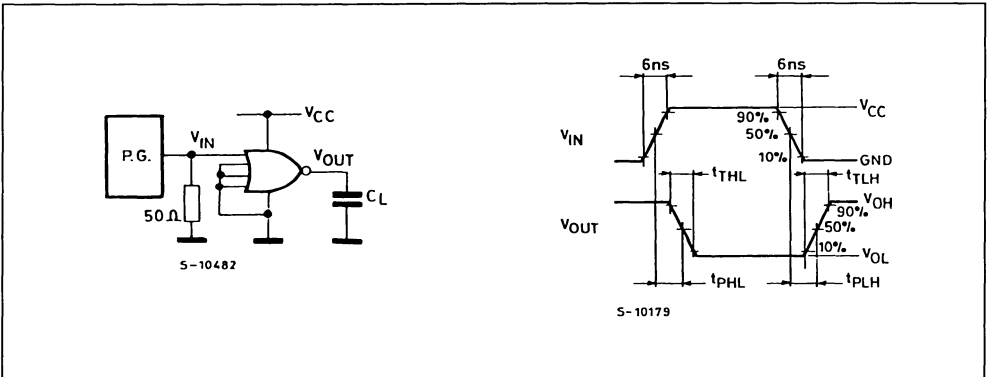 V_CC
P.G.
V_IN
V_OUT
50 Ω
C_L
S-10482
6ns
6ns
V_IN
90%
50%
10%
V_CC
GND
t_THL
t_TLH
V_OUT
V_OH
90%
50%
10%
V_OL
t_PHL
t_PLH
S-10179